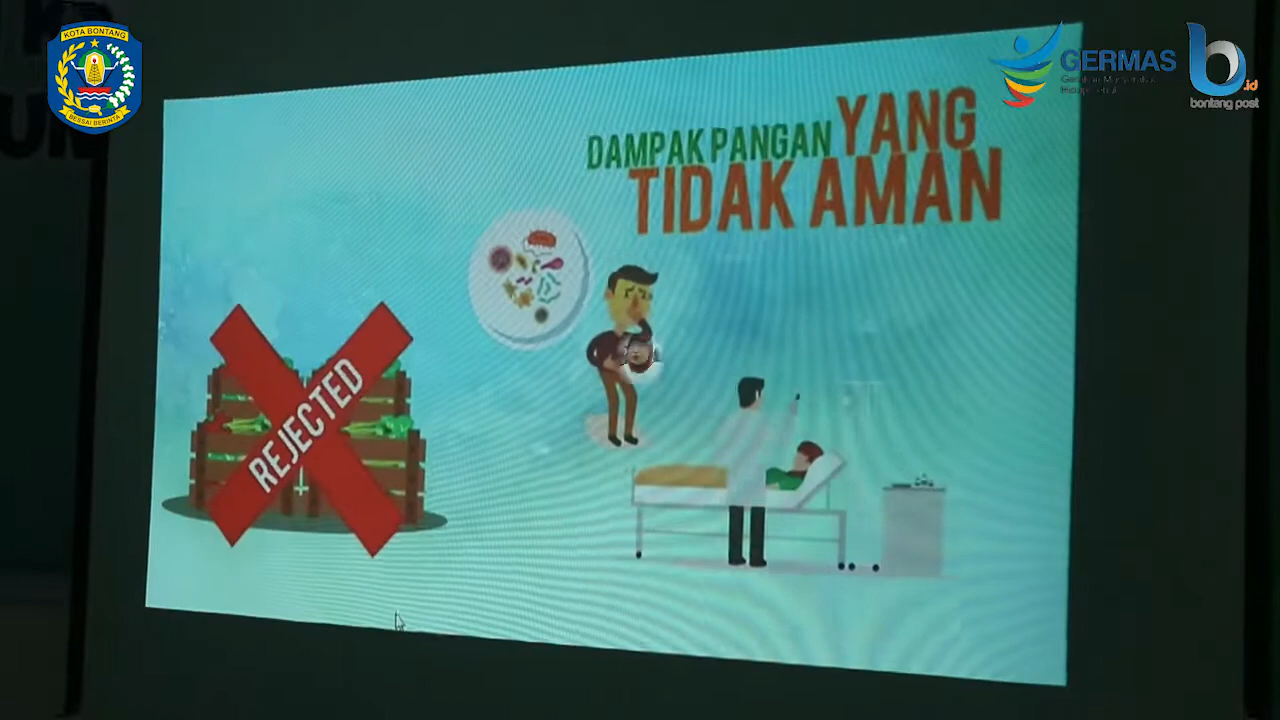 KOTA BONTANG
BESSAI BERINTA
GERMAS
b
.id
bontang post
DAMPAK PANGAN YANG
TIDAK AMAN
REJECTED